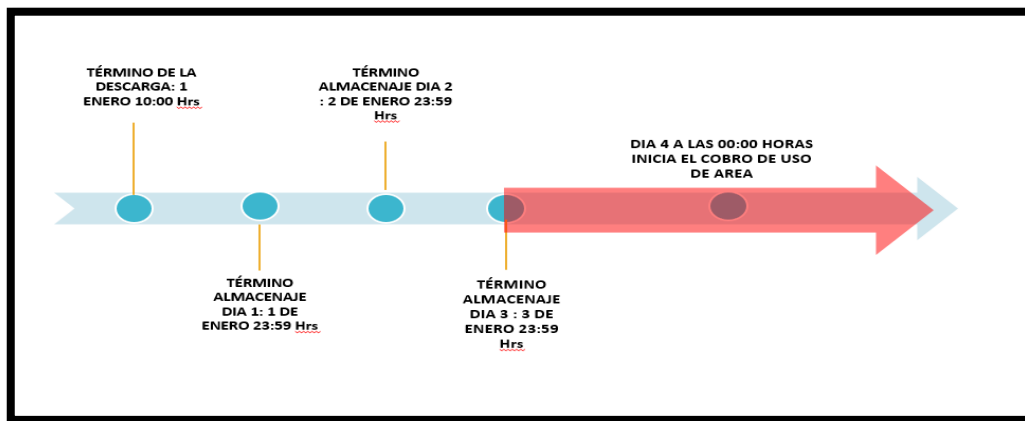 TÉRMINO DE LA
DESCARGA: 1
ENERO 10:00 Hrs
TÉRMINO
ALMACENAJE
DIA 1: 1 DE
ENERO 23:59 Hrs
TÉRMINO
ALMACENAJE DIA 2
: 2 DE ENERO 23:59
Hrs
TÉRMINO
ALMACENAJE
DIA 3 : 3 DE
ENERO 23:59
Hrs
DIA 4 A LAS 00:00 HORAS
INICIA EL COBRO DE USO
DE AREA